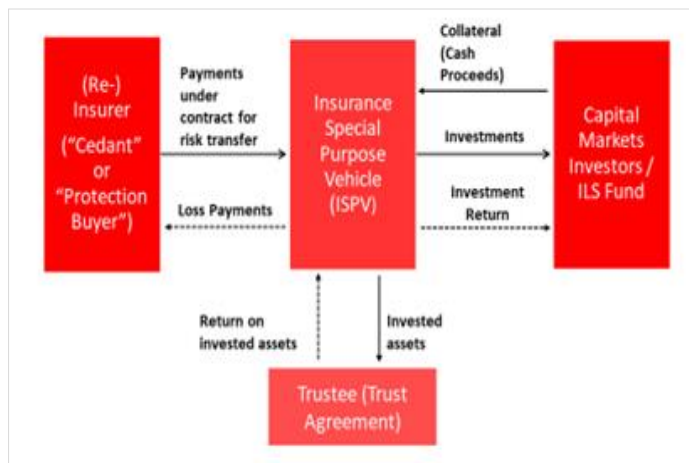 (Re-)
Insurer
("Cedant"
or
"Protection
Buyer")
Payments
under
contract for
risk transfer
Loss Payments
Insurance
Special
Purpose
Vehicle
(ISPV)
Collateral
(Cash
Proceeds)
Investments
Investment
Return
Capital
Markets
Investors /
ILS Fund
Return on
invested assets
Invested
assets
Trustee (Trust
Agreement)